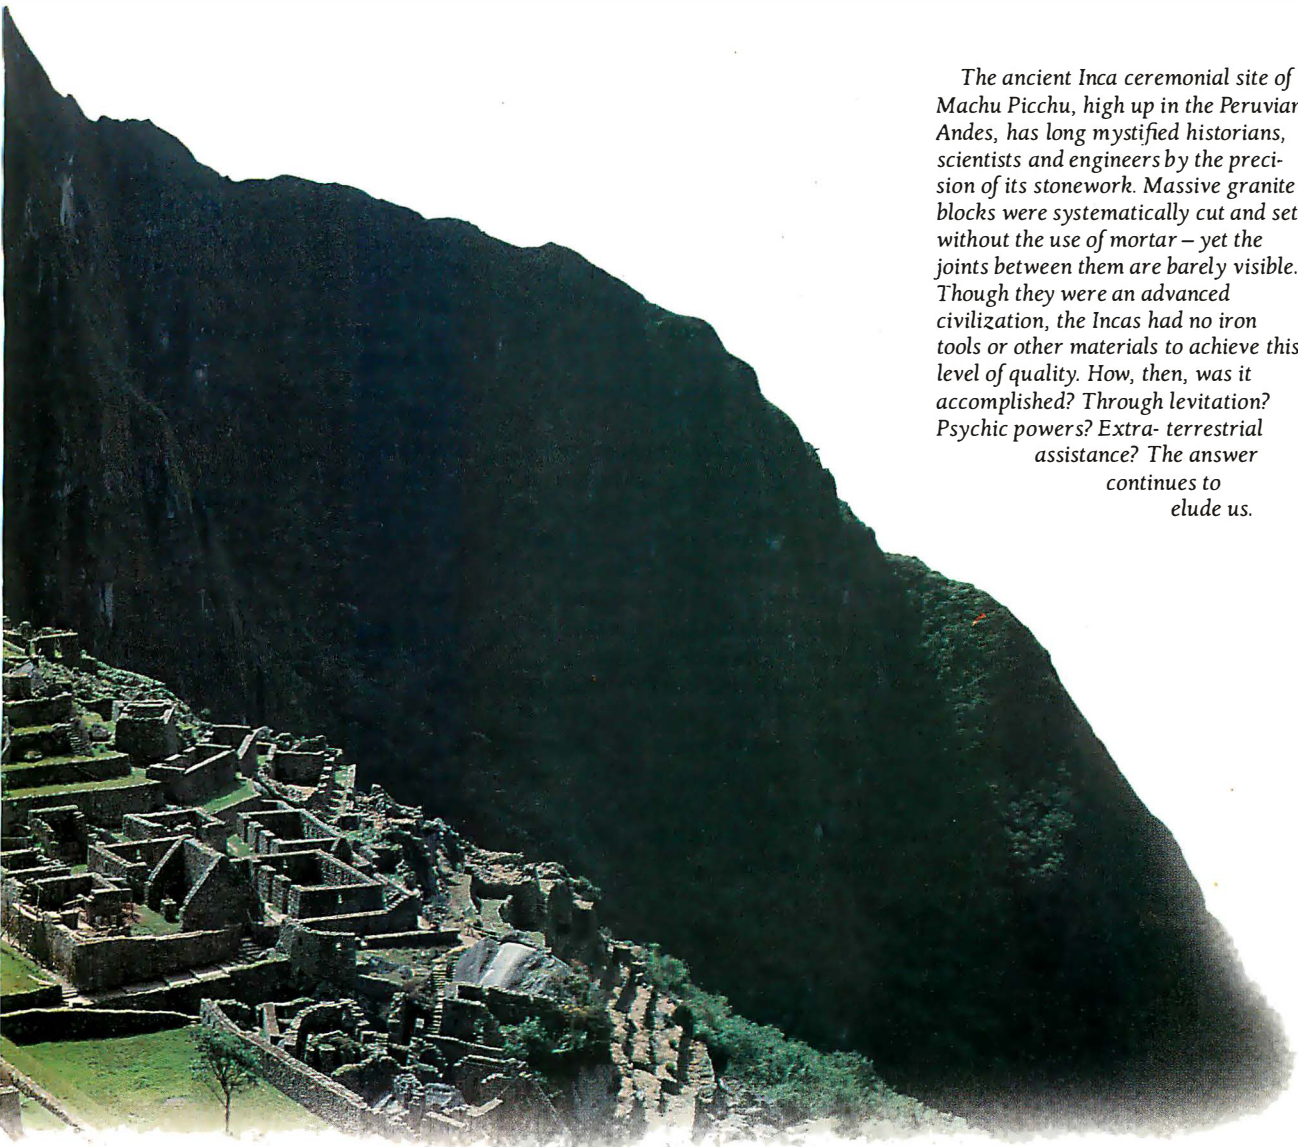 The ancient Inca ceremonial site of
Machu Picchu, high up in the Peruvian
Andes, has long mystified historians,
scientists and engineers by the preci-
sion of its stonework. Massive granite
blocks were systematically cut and set
without the use of mortar – yet the
joints between them are barely visible.
Though they were an advanced
civilization, the Incas had no iron
tools or other materials to achieve this
level of quality. How, then, was it
accomplished? Through levitation?
Psychic powers? Extra- terrestrial
assistance? The answer
continues to
elude us.